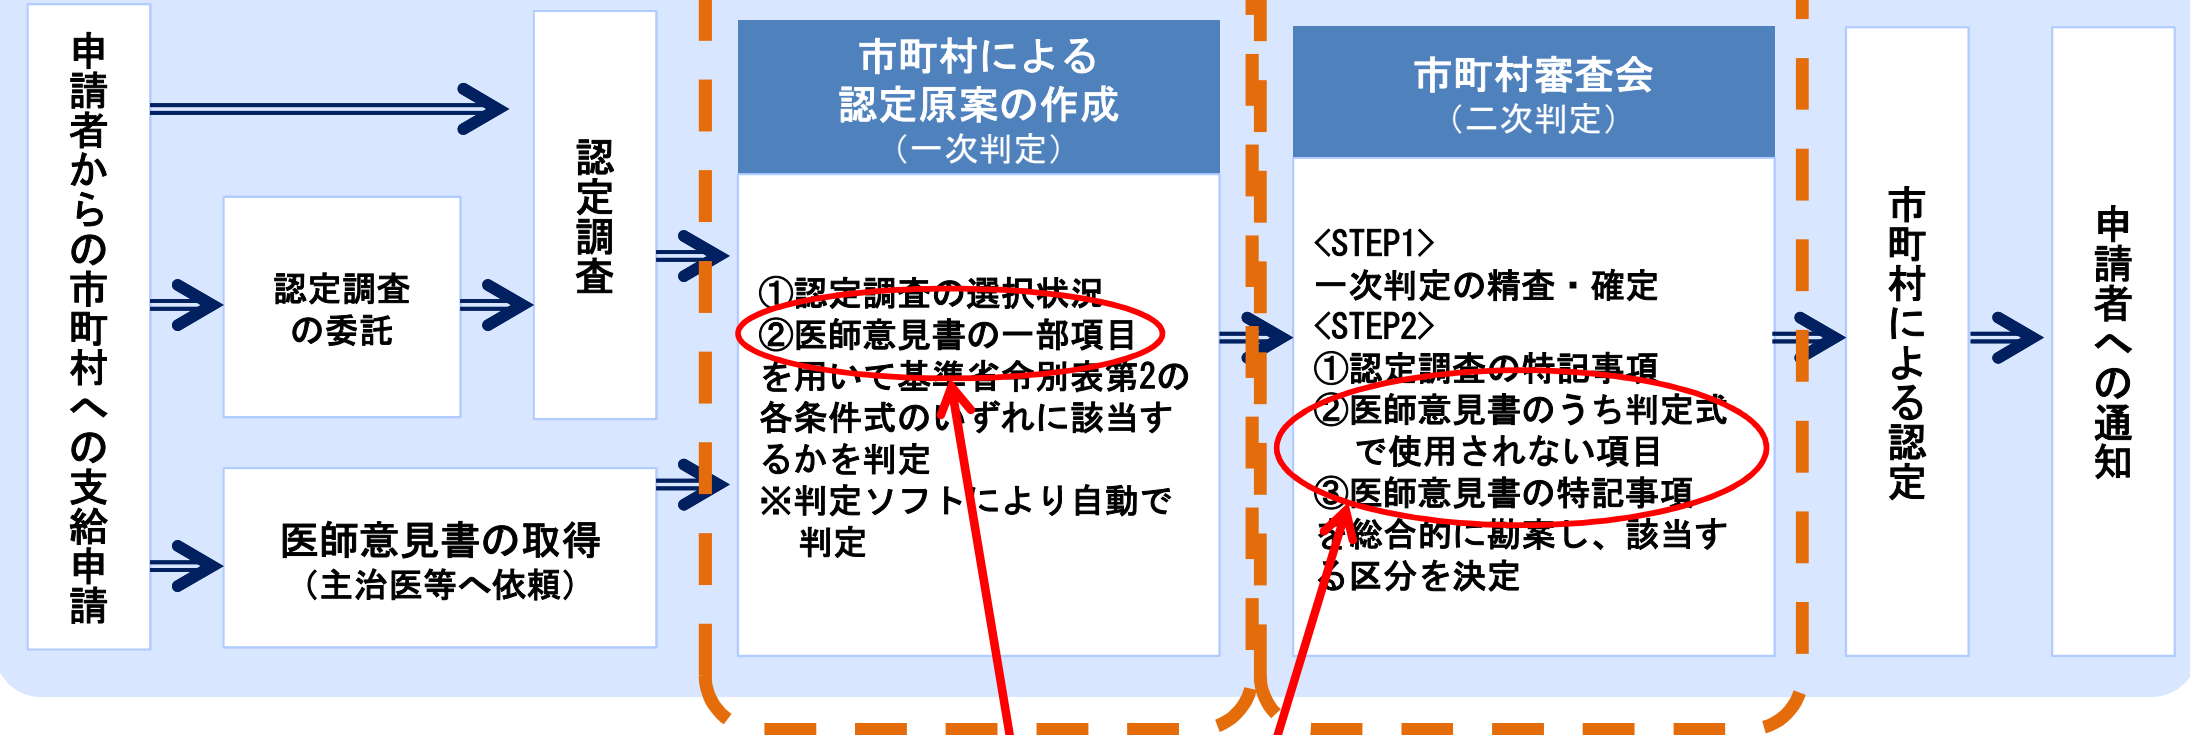 申請者からの市町村への支給申請
認定調査
の委託
医師意見書の取得
（主治医等へ依頼）
認定調査
市町村による
認定原案の作成
（一次判定）
①認定調査の選択状況
②医師意見書の一部項目
を用いて基準省令別表第2の
各条件式のいずれに該当す
るかを判定
※判定ソフトにより自動で
判定
市町村審査会
（二次判定）
<STEP1>
一次判定の精査・確定
<STEP2>
①認定調査の特記事項
②医師意見書のうち判定式
で使用されない項目
③医師意見書の特記事項
を総合的に勘案し、該当す
る区分を決定
市町村による認定
申請者への通知